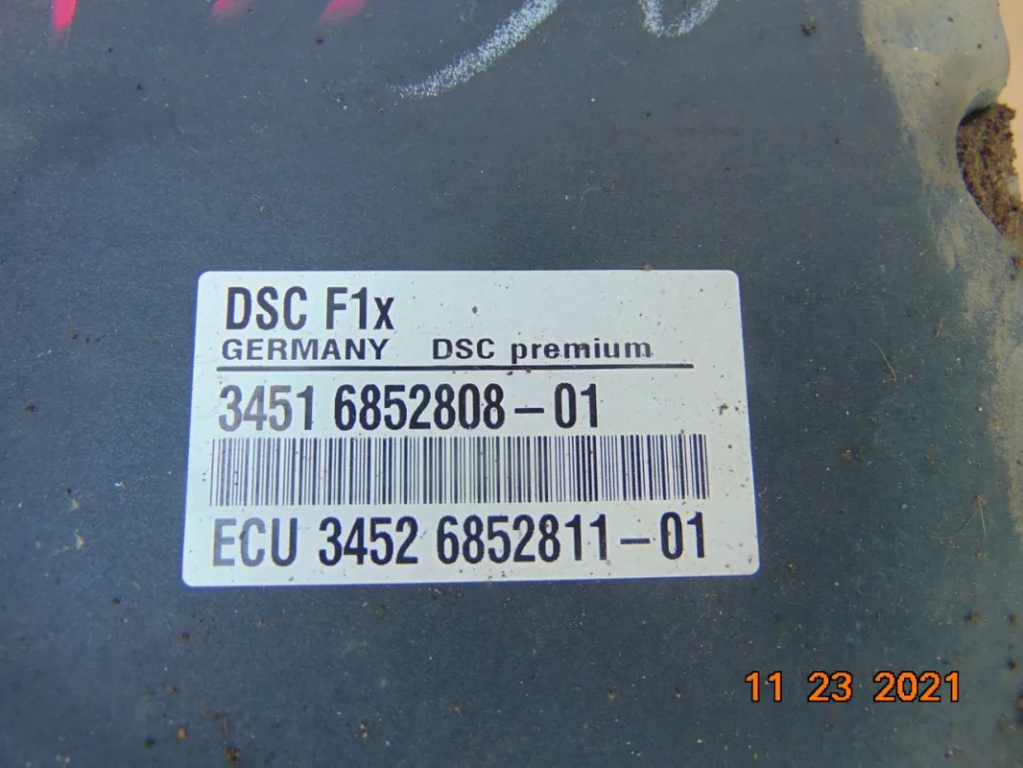 DSC F1x
GERMANY DSC premium
3451 6852808-01
ECU 3452 6852811-01
11 23 2021